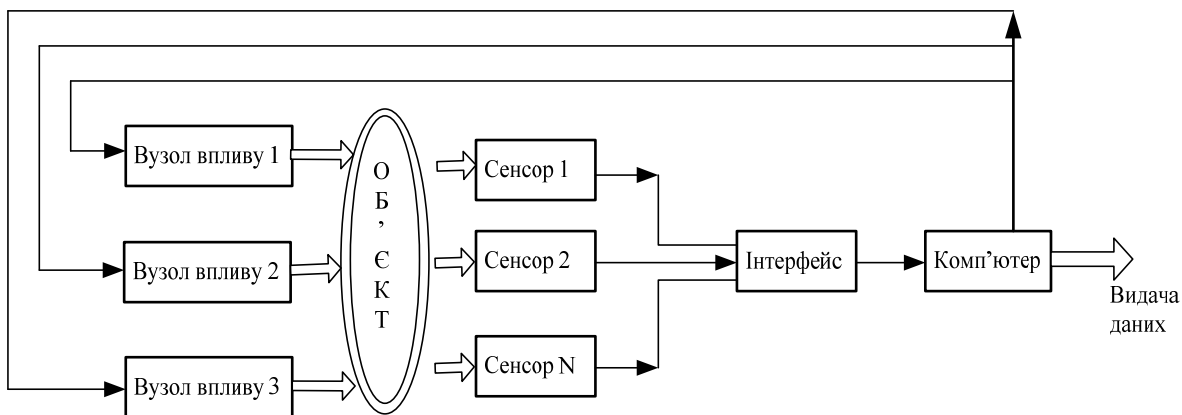 Вузол впливу 1
Вузол впливу 2
Вузол впливу 3
О
Б
’
Є
К
Т
Сенсор 1
Сенсор 2
Сенсор N
Інтерфейс
Комп’ютер
Видача
даних